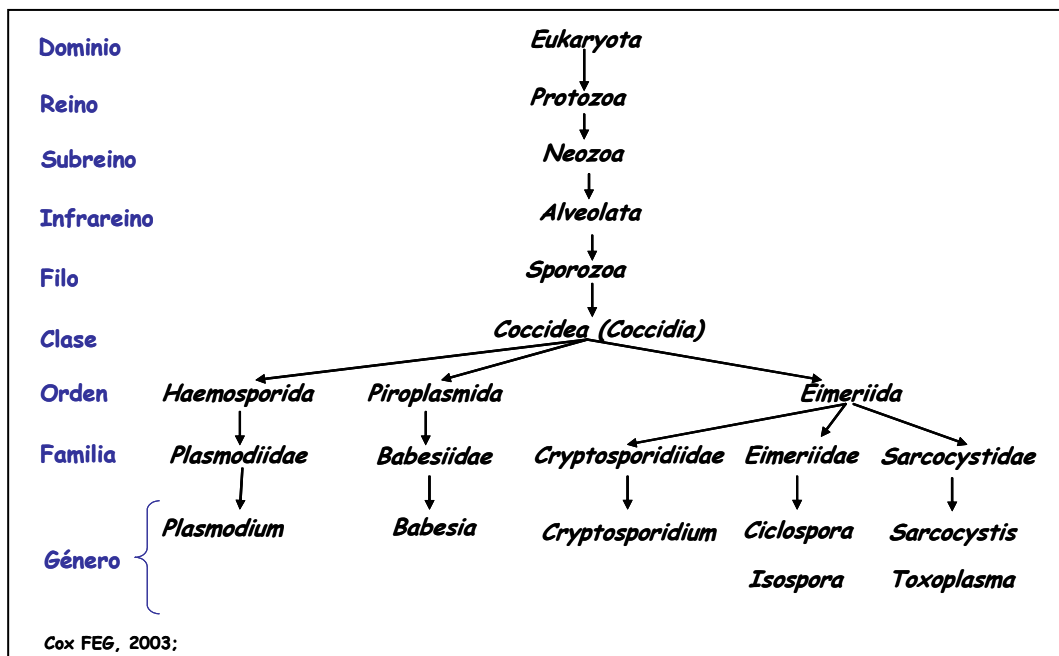 Dominio Eukaryota
Reino Protozoa
Subreino Neozoa
Infrareino Alveolata
Filo Sporozoa
Clase Coccidea (Coccidia)
Orden Haemosporida Piroplasmida Eimeriida
Familia Plasmodiidae Babesiidae Cryptosporidiidae Eimeriidae Sarcocystidae
Género Plasmodium Babesia Cryptosporidium Ciclospora Sarcocystis
Isospora Toxoplasma
Cox FEG, 2003;